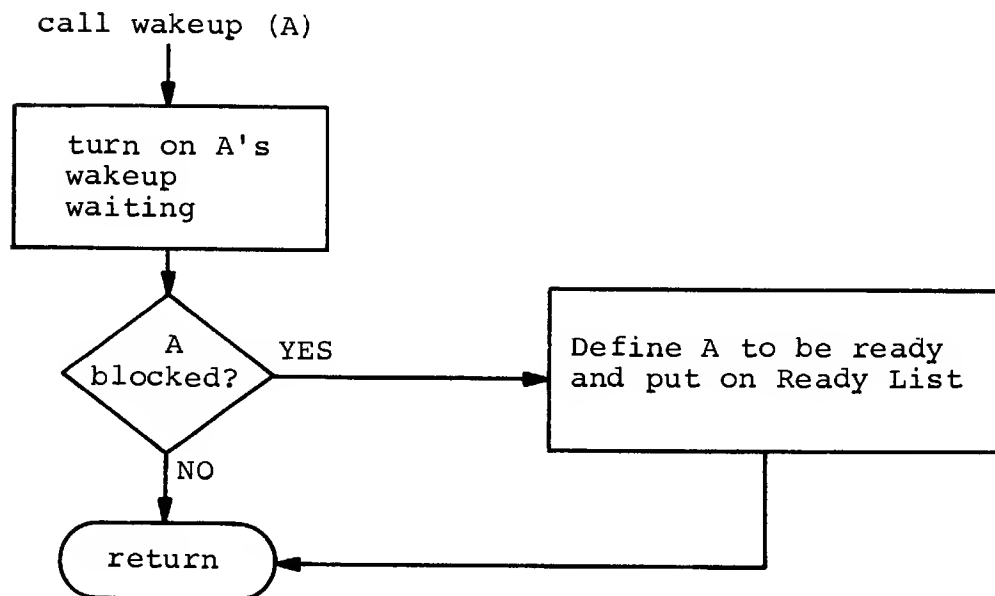 call wakeup (A)
turn on A's
wakeup
waiting
A
blocked?
YES
Define A to be ready
and put on Ready List
NO
return